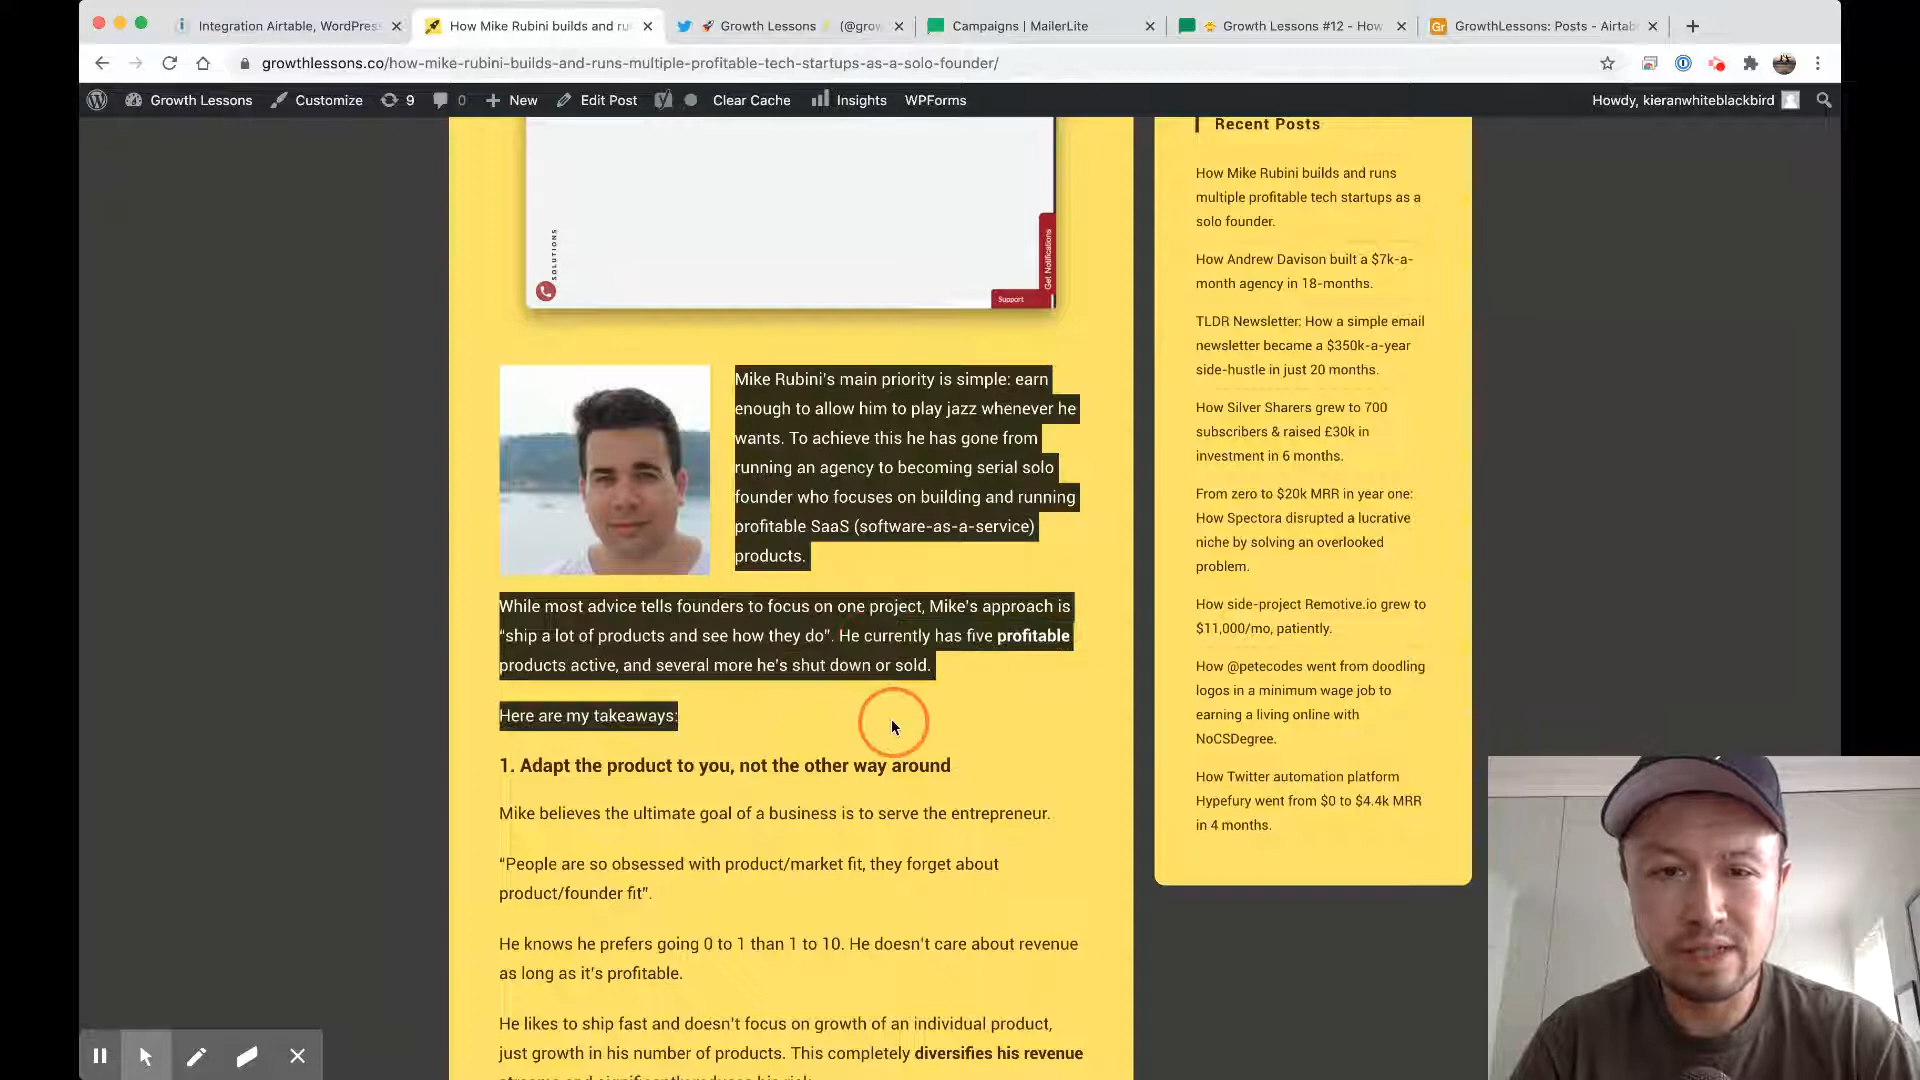 Integration Airtable, WordPress
How Mike Rubini builds and ru
Growth Lessons
(@grow
Campaigns | MailerLite
Growth Lessons #12 - How
Gr
GrowthLessons: Posts - Airtab
growthlessons.co/how-mike-rubini-builds-and-runs-multiple-profitable-tech-startups-as-a-solo-founder/
Growth Lessons
Customize
9
0
New
Edit Post
Clear Cache
Insights
WPForms
Howdy, kieranwhiteblackbird
SOLUTIONS
Get Notifications
Support
Mike Rubini's main priority is simple: earn
enough to allow him to play jazz whenever he
wants. To achieve this he has gone from
running an agency to becoming serial solo
founder who focuses on building and running
profitable SaaS (software-as-a-service)
products.
While most advice tells founders to focus on one project, Mike's approach is
“ship a lot of products and see how they do”. He currently has five profitable
products active, and several more he's shut down or sold.
Here are my takeaways:
1. Adapt the product to you, not the other way around
Mike believes the ultimate goal of a business is to serve the entrepreneur.
“People are so obsessed with product/market fit, they forget about
product/founder fit”.
He knows he prefers going 0 to 1 than 1 to 10. He doesn't care about revenue
as long as it's profitable.
He likes to ship fast and doesn't focus on growth of an individual product,
just growth in his number of products. This completely diversifies his revenue
Recent Posts
How Mike Rubini builds and runs
multiple profitable tech startups as a
solo founder.
How Andrew Davison built a $7k-a-
month agency in 18-months.
TLDR Newsletter: How a simple email
newsletter became a $350k-a-year
side-hustle in just 20 months.
How Silver Sharers grew to 700
subscribers & raised £30k in
investment in 6 months.
From zero to $20k MRR in year one:
How Spectora disrupted a lucrative
niche by solving an overlooked
problem.
How side-project Remotive.io grew to
$11,000/mo, patiently.
How @petecodes went from doodling
logos in a minimum wage job to
earning a living online with
NoCSDegree.
How Twitter automation platform
Hypefury went from $0 to $4.4k MRR
in 4 months.